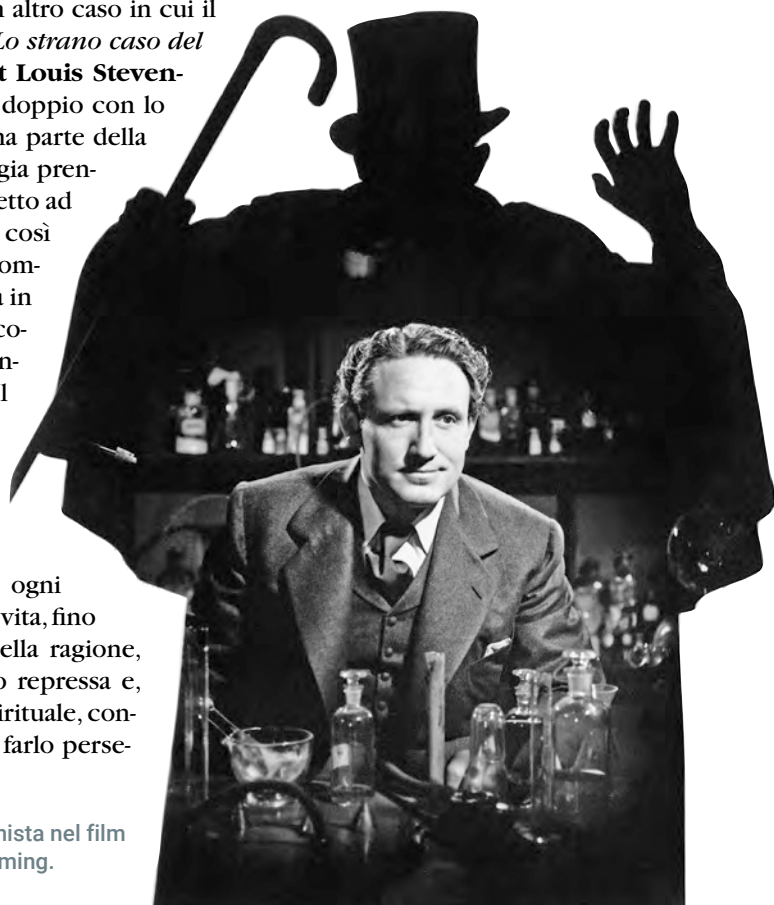 altro caso in cui il
Lo strano caso del
t Louis Steven-
doppio con lo
na parte della
gia pren-
etto ad
così
om-
in
co-
n-
l
ogni
vita, fino
ella ragione,
o repressa e,
irituale, con-
farlo perse-
nista nel film
ming.